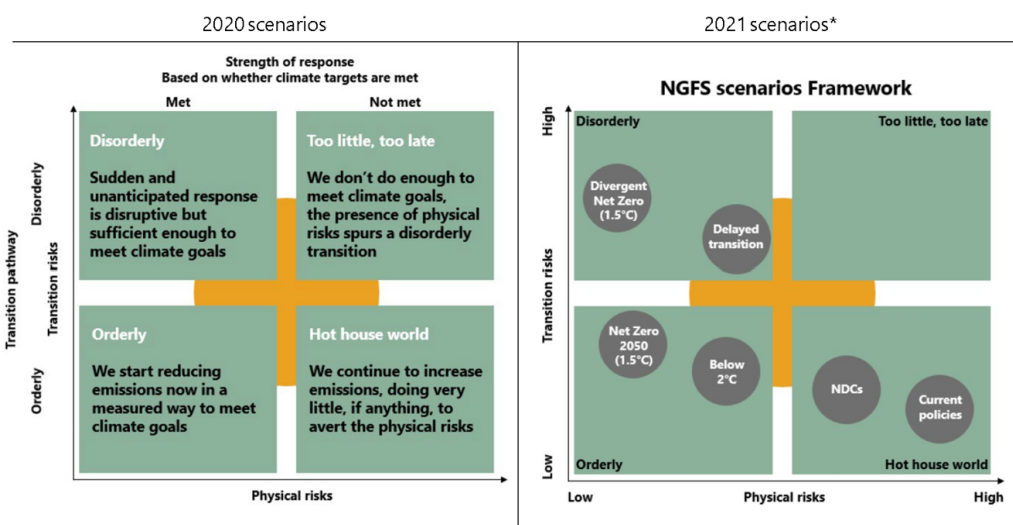 2020 scenarios
2021 scenarios*
Strength of response
Based on whether climate targets are met
Met
Not met
Transition pathway
Disorderly
Orderly
Transition risks
Disorderly
Sudden and
unanticipated response
is disruptive but
sufficient enough to
meet climate goals
Too little, too late
We don’t do enough to
meet climate goals,
the presence of physical
risks spurs a disorderly
transition
Orderly
We start reducing
emissions now in a
measured way to meet
climate goals
Hot house world
We continue to increase
emissions, doing very
little, if anything, to
avert the physical risks
Physical risks
NGFS scenarios Framework
High
Transition risks
Low
Disorderly
Too little, too late
Divergent
Net Zero
(1.5°C)
Delayed
transition
Net Zero
2050
(1.5°C)
Below
2°C
NDCs
Current
policies
Orderly
Hot house world
Low
Physical risks
High